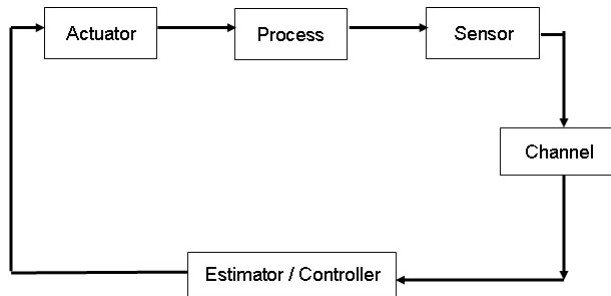 Actuator
Process
Sensor
Channel
Estimator / Controller